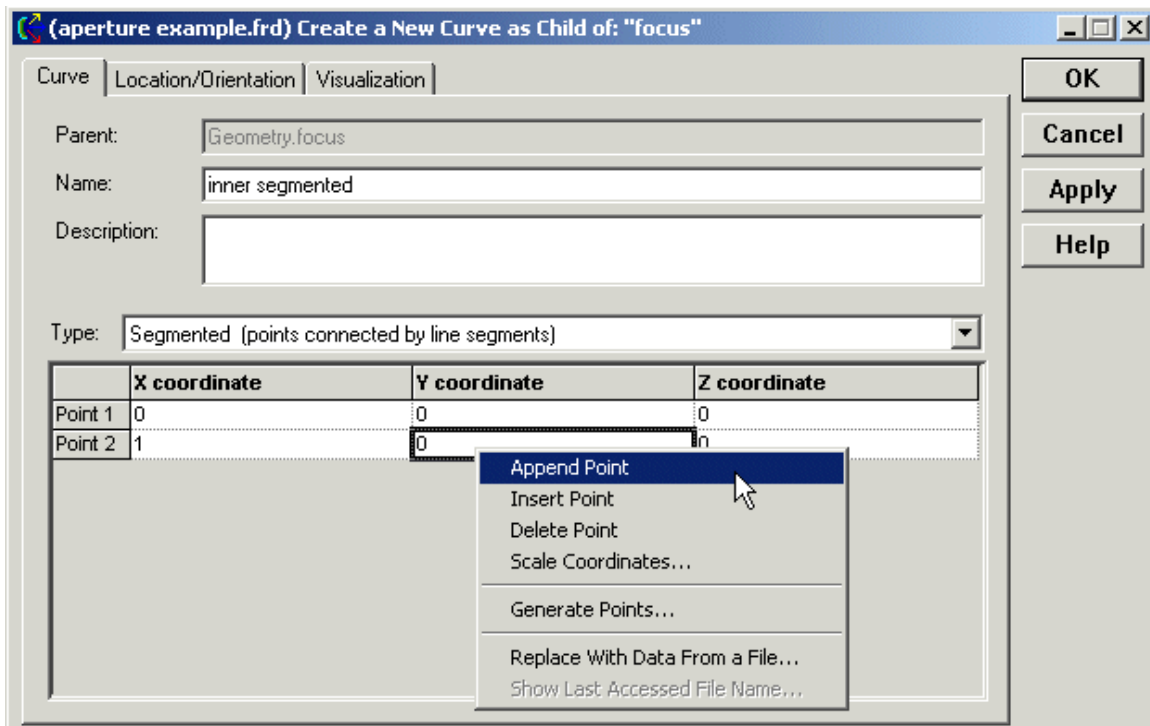 (aperture example.frd) Create a New Curve as Child of: "focus"
Curve Location/Orientation Visualization
OK
Parent: Geometry.focus
Cancel
Name: inner segmented
Apply
Description:
Help
Type: Segmented (points connected by line segments)
X coordinate Y coordinate Z coordinate
Point 1 0 0 0
Point 2 1 0 0
Append Point
Insert Point
Delete Point
Scale Coordinates...
Generate Points...
Replace With Data From a File...
Show Last Accessed File Name...